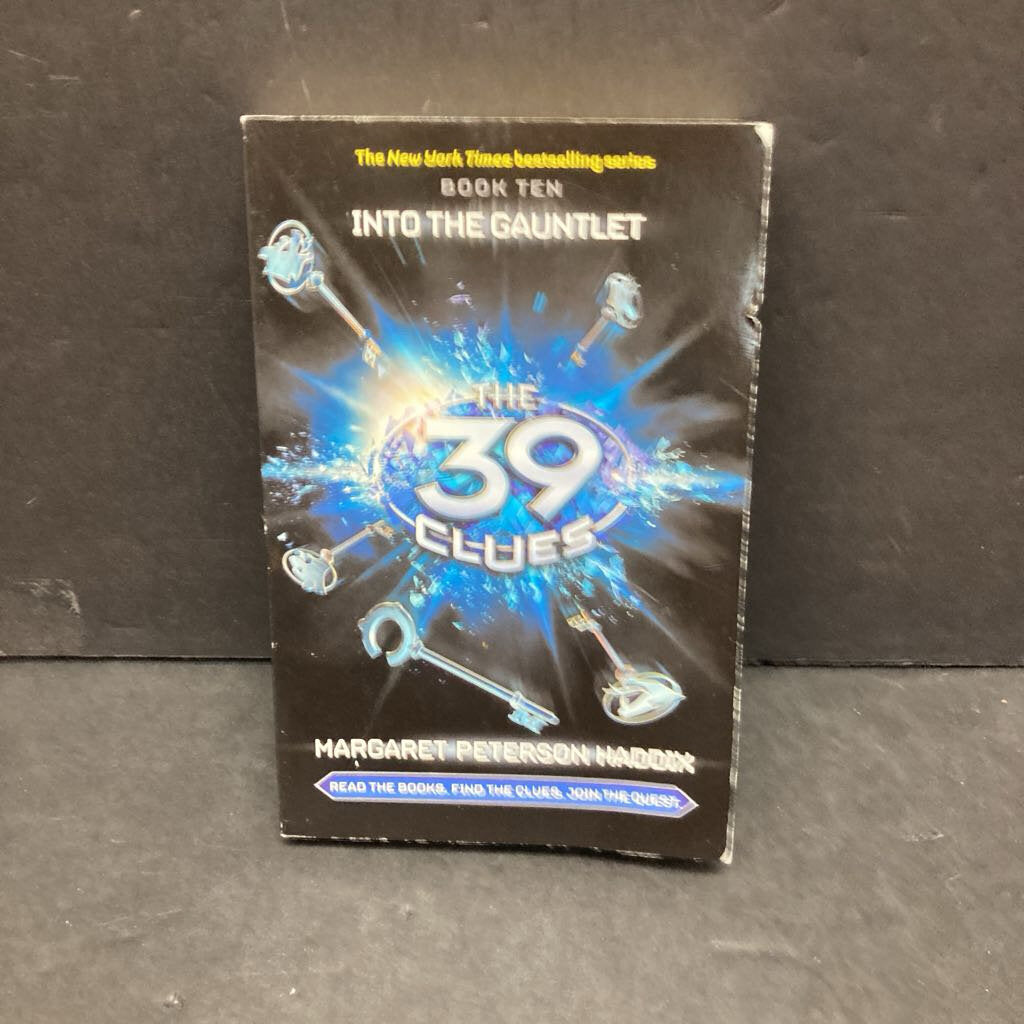 The New York Times bestselling series
BOOK TEN
INTO THE GAUNTLET
THE
39
CLUES
MARGARET PETERSON HADDIX
READ THE BOOKS. FIND THE CLUES. JOIN THE QUEST.